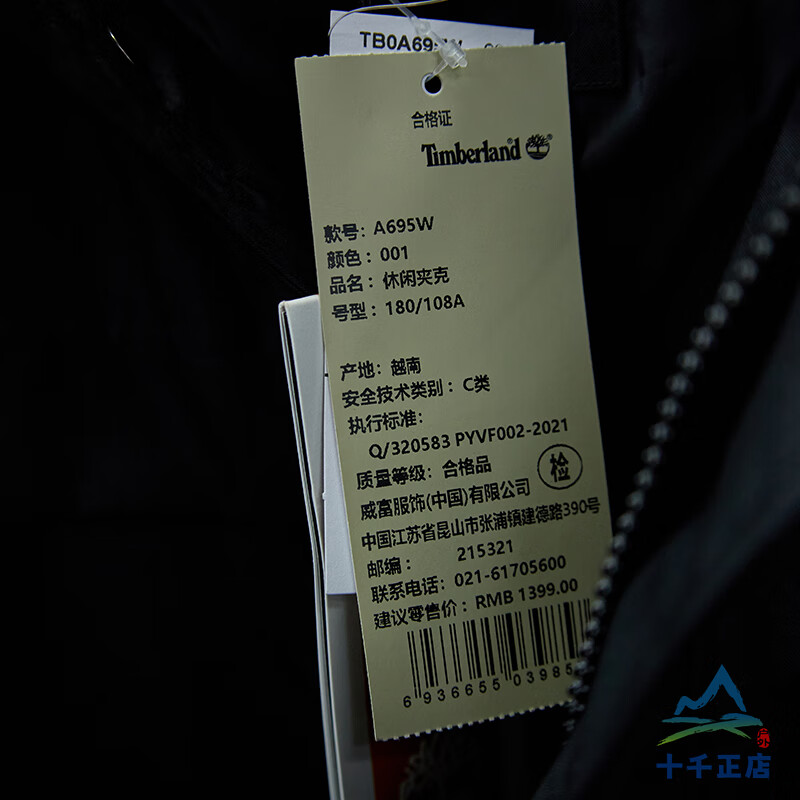 TB0A695W
合格证
Timberland
款号：A695W
颜色：001
品名：休闲夹克
号型：180/108A
产地：越南
安全技术类别：C类
执行标准：
Q/320583 PYVF002-2021
质量等级：合格品
检
威富服饰(中国)有限公司
中国江苏省昆山市张浦镇建德路390号
邮编： 215321
联系电话：021-61705600
建议零售价：RMB 1399.00
6 936655 03985
十千正店